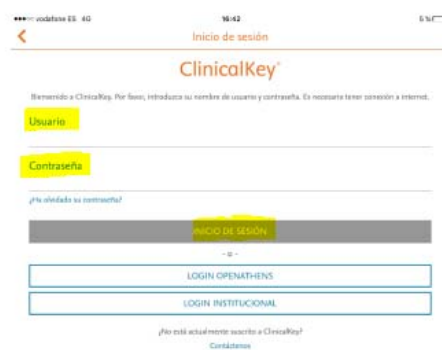 vodafone ES 4G 16:42 6 %
Inicio de sesión
ClinicalKey®
Bienvenido a ClinicalKey. Por favor, introduzca su nombre de usuario y contraseña. Es necesario tener conexión a internet.
Usuario
Contraseña
¿Ha olvidado su contraseña?
INICIO DE SESIÓN
- o -
LOGIN OPENATHENS
LOGIN INSTITUCIONAL
¿No está actualmente suscrito a ClinicalKey?
Contáctenos